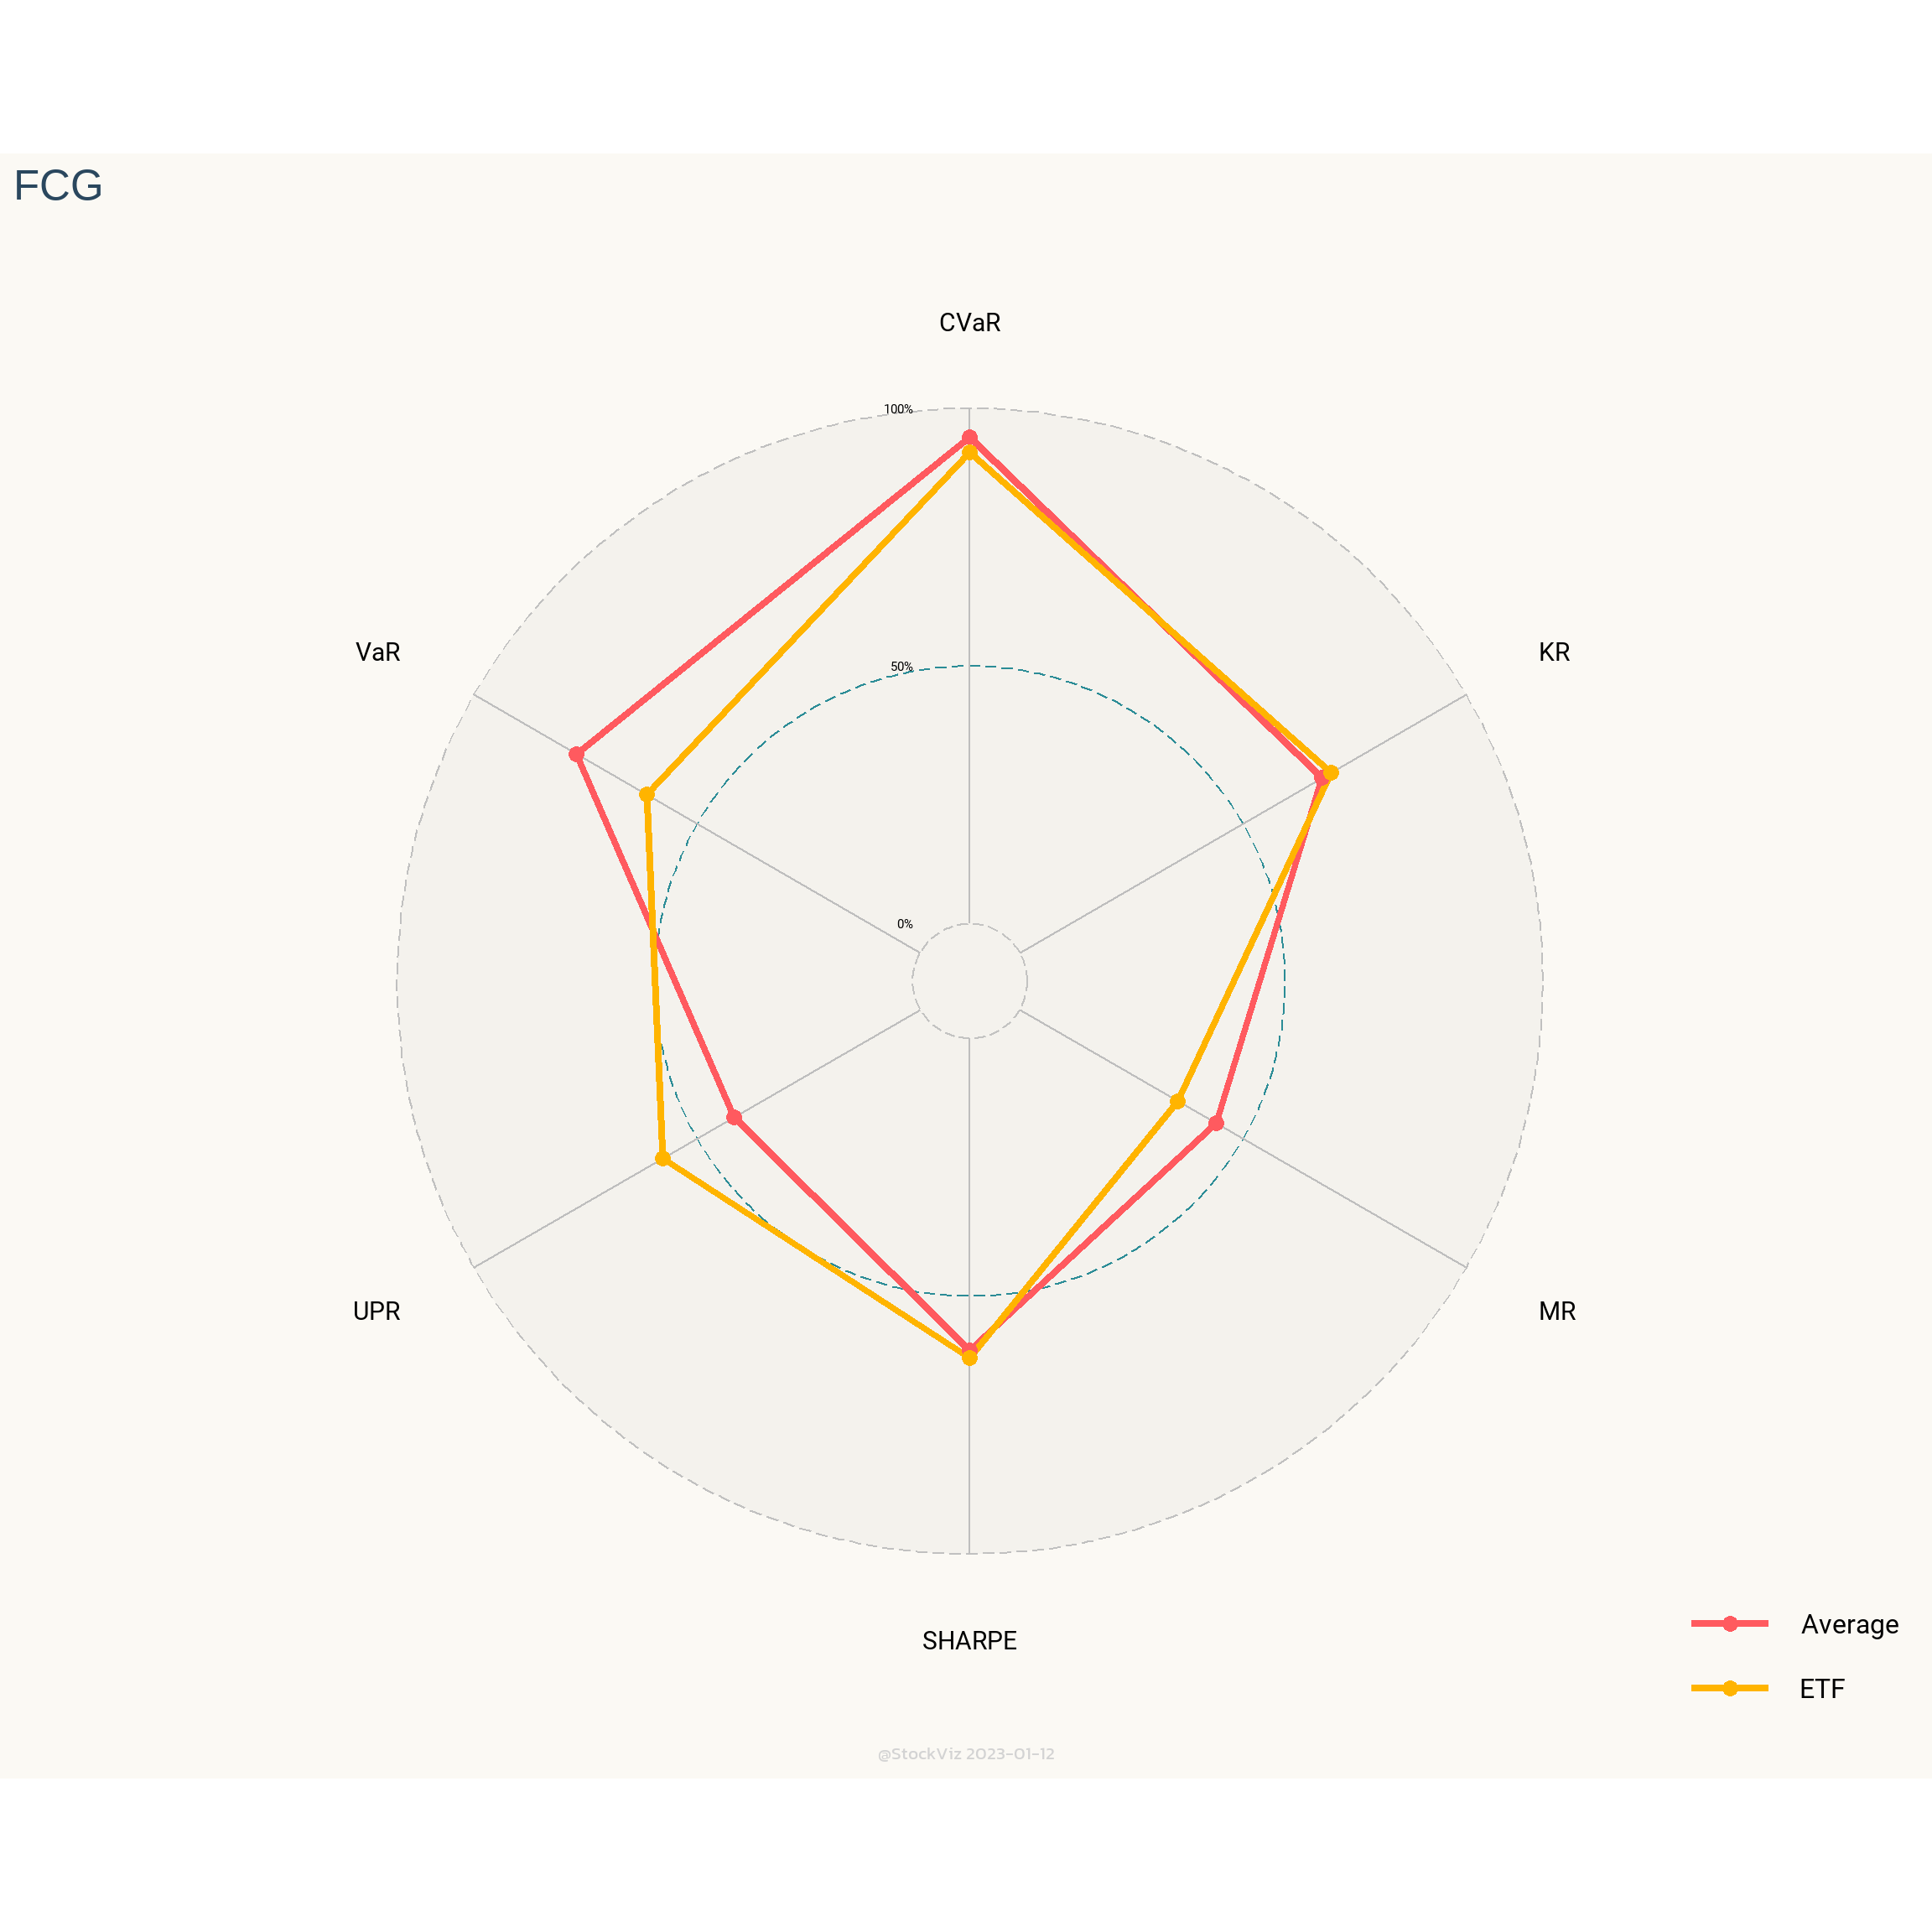 FCG
CVaR
100%
VaR
KR
50%
0%
UPR
MR
SHARPE
Average
ETF
@StockViz 2023-01-12